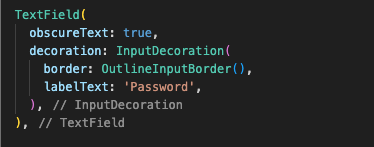 TextField(
  obscureText: true,
  decoration: InputDecoration(
    border: OutlineInputBorder(),
    labelText: 'Password',
  ), // InputDecoration
), // TextField